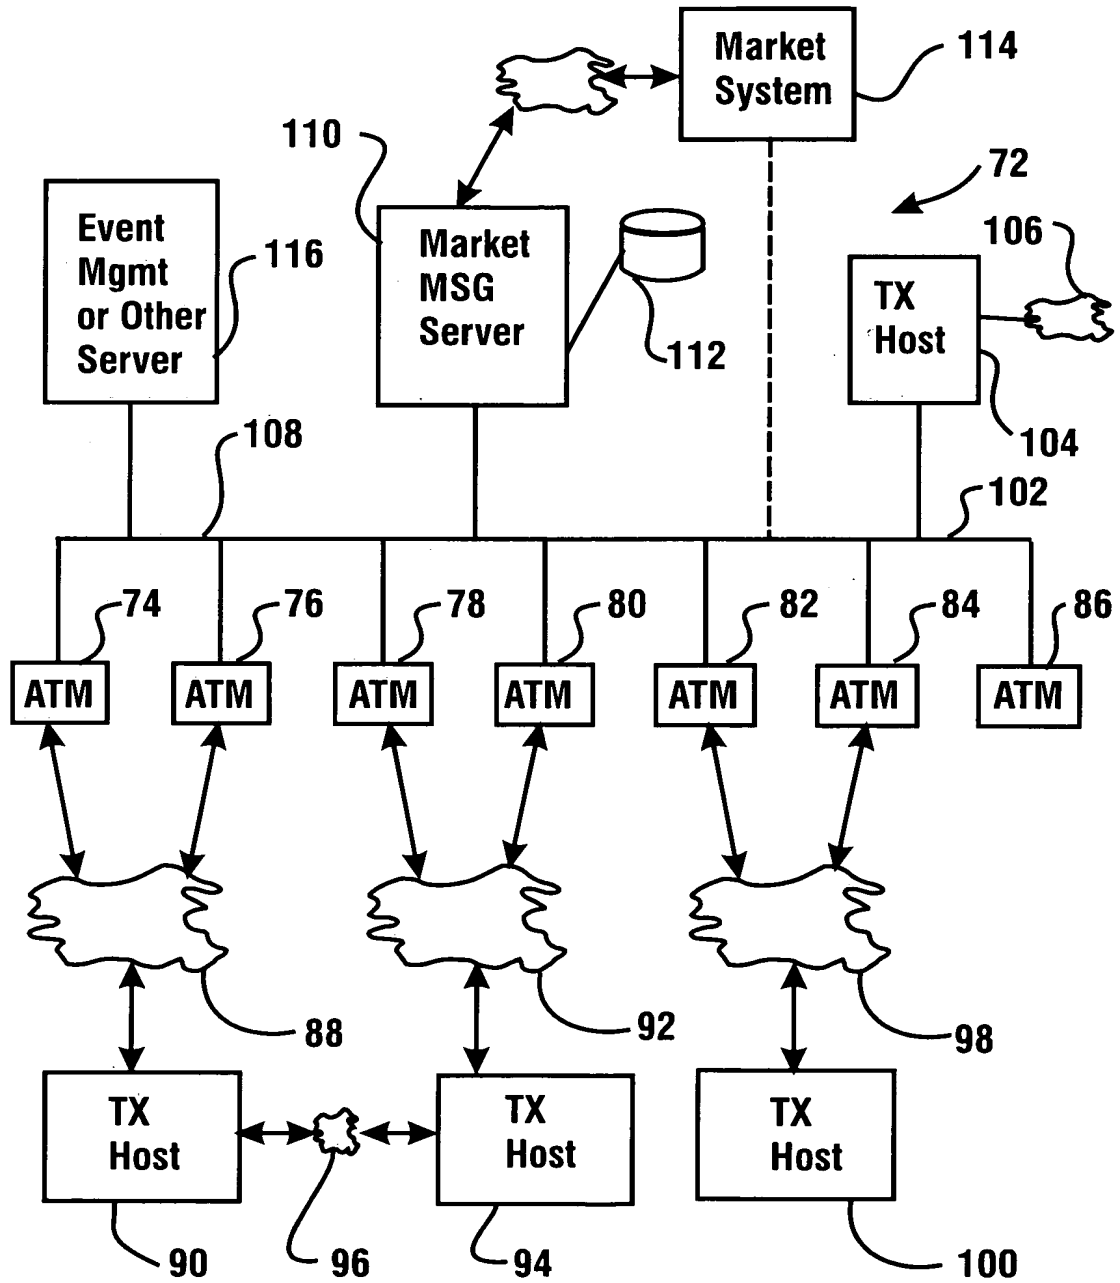 Market
System
114
110
72
Event
Mgmt
or Other
Server
116
Market
MSG
Server
112
106
TX
Host
104
108
102
74
76
78
80
82
84
86
ATM
ATM
ATM
ATM
ATM
ATM
ATM
88
92
98
TX
Host
TX
Host
TX
Host
90
96
94
100